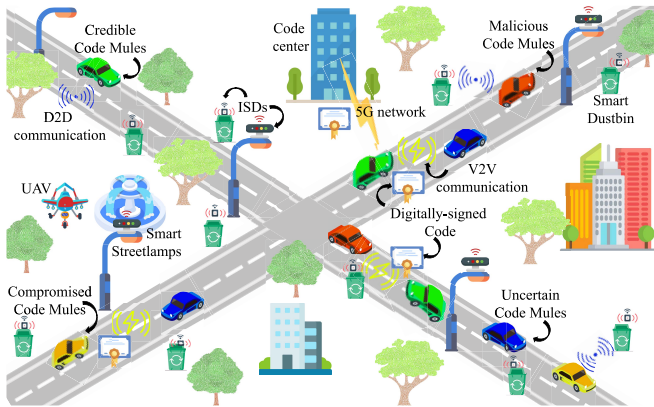 Credible
Code Mules
Code
center
Malicious
Code Mules
D2D
communication
ISDs
5G network
Smart
Dustbin
V2V
communication
UAV
Digitally-signed
Code
Smart
Streetlamps
Compromised
Code Mules
Uncertain
Code Mules